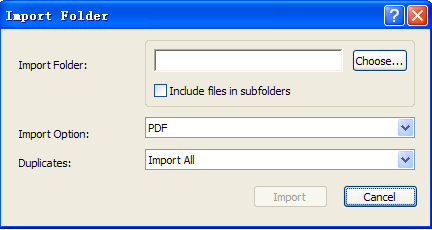 Import Folder
Import Folder:
Choose...
Include files in subfolders
Import Option:
PDF
Duplicates:
Import All
Import
Cancel